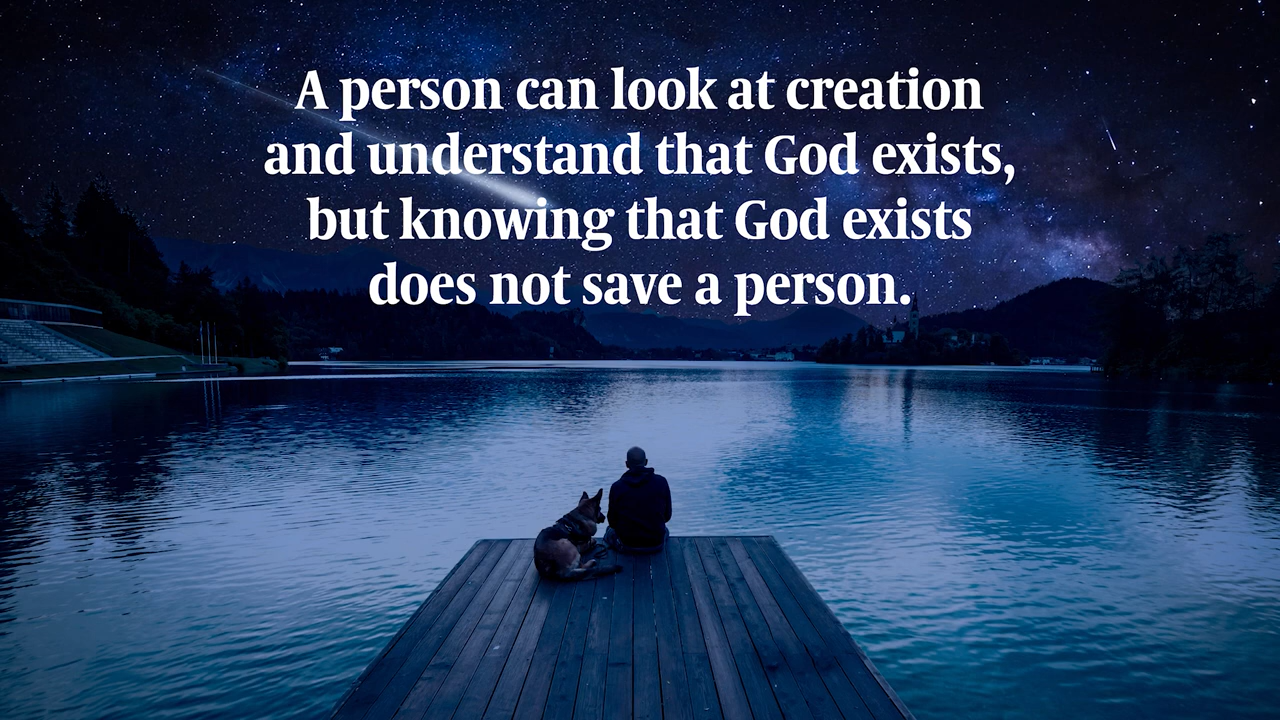 A person can look at creation
and understand that God exists,
but knowing that God exists
does not save a person.